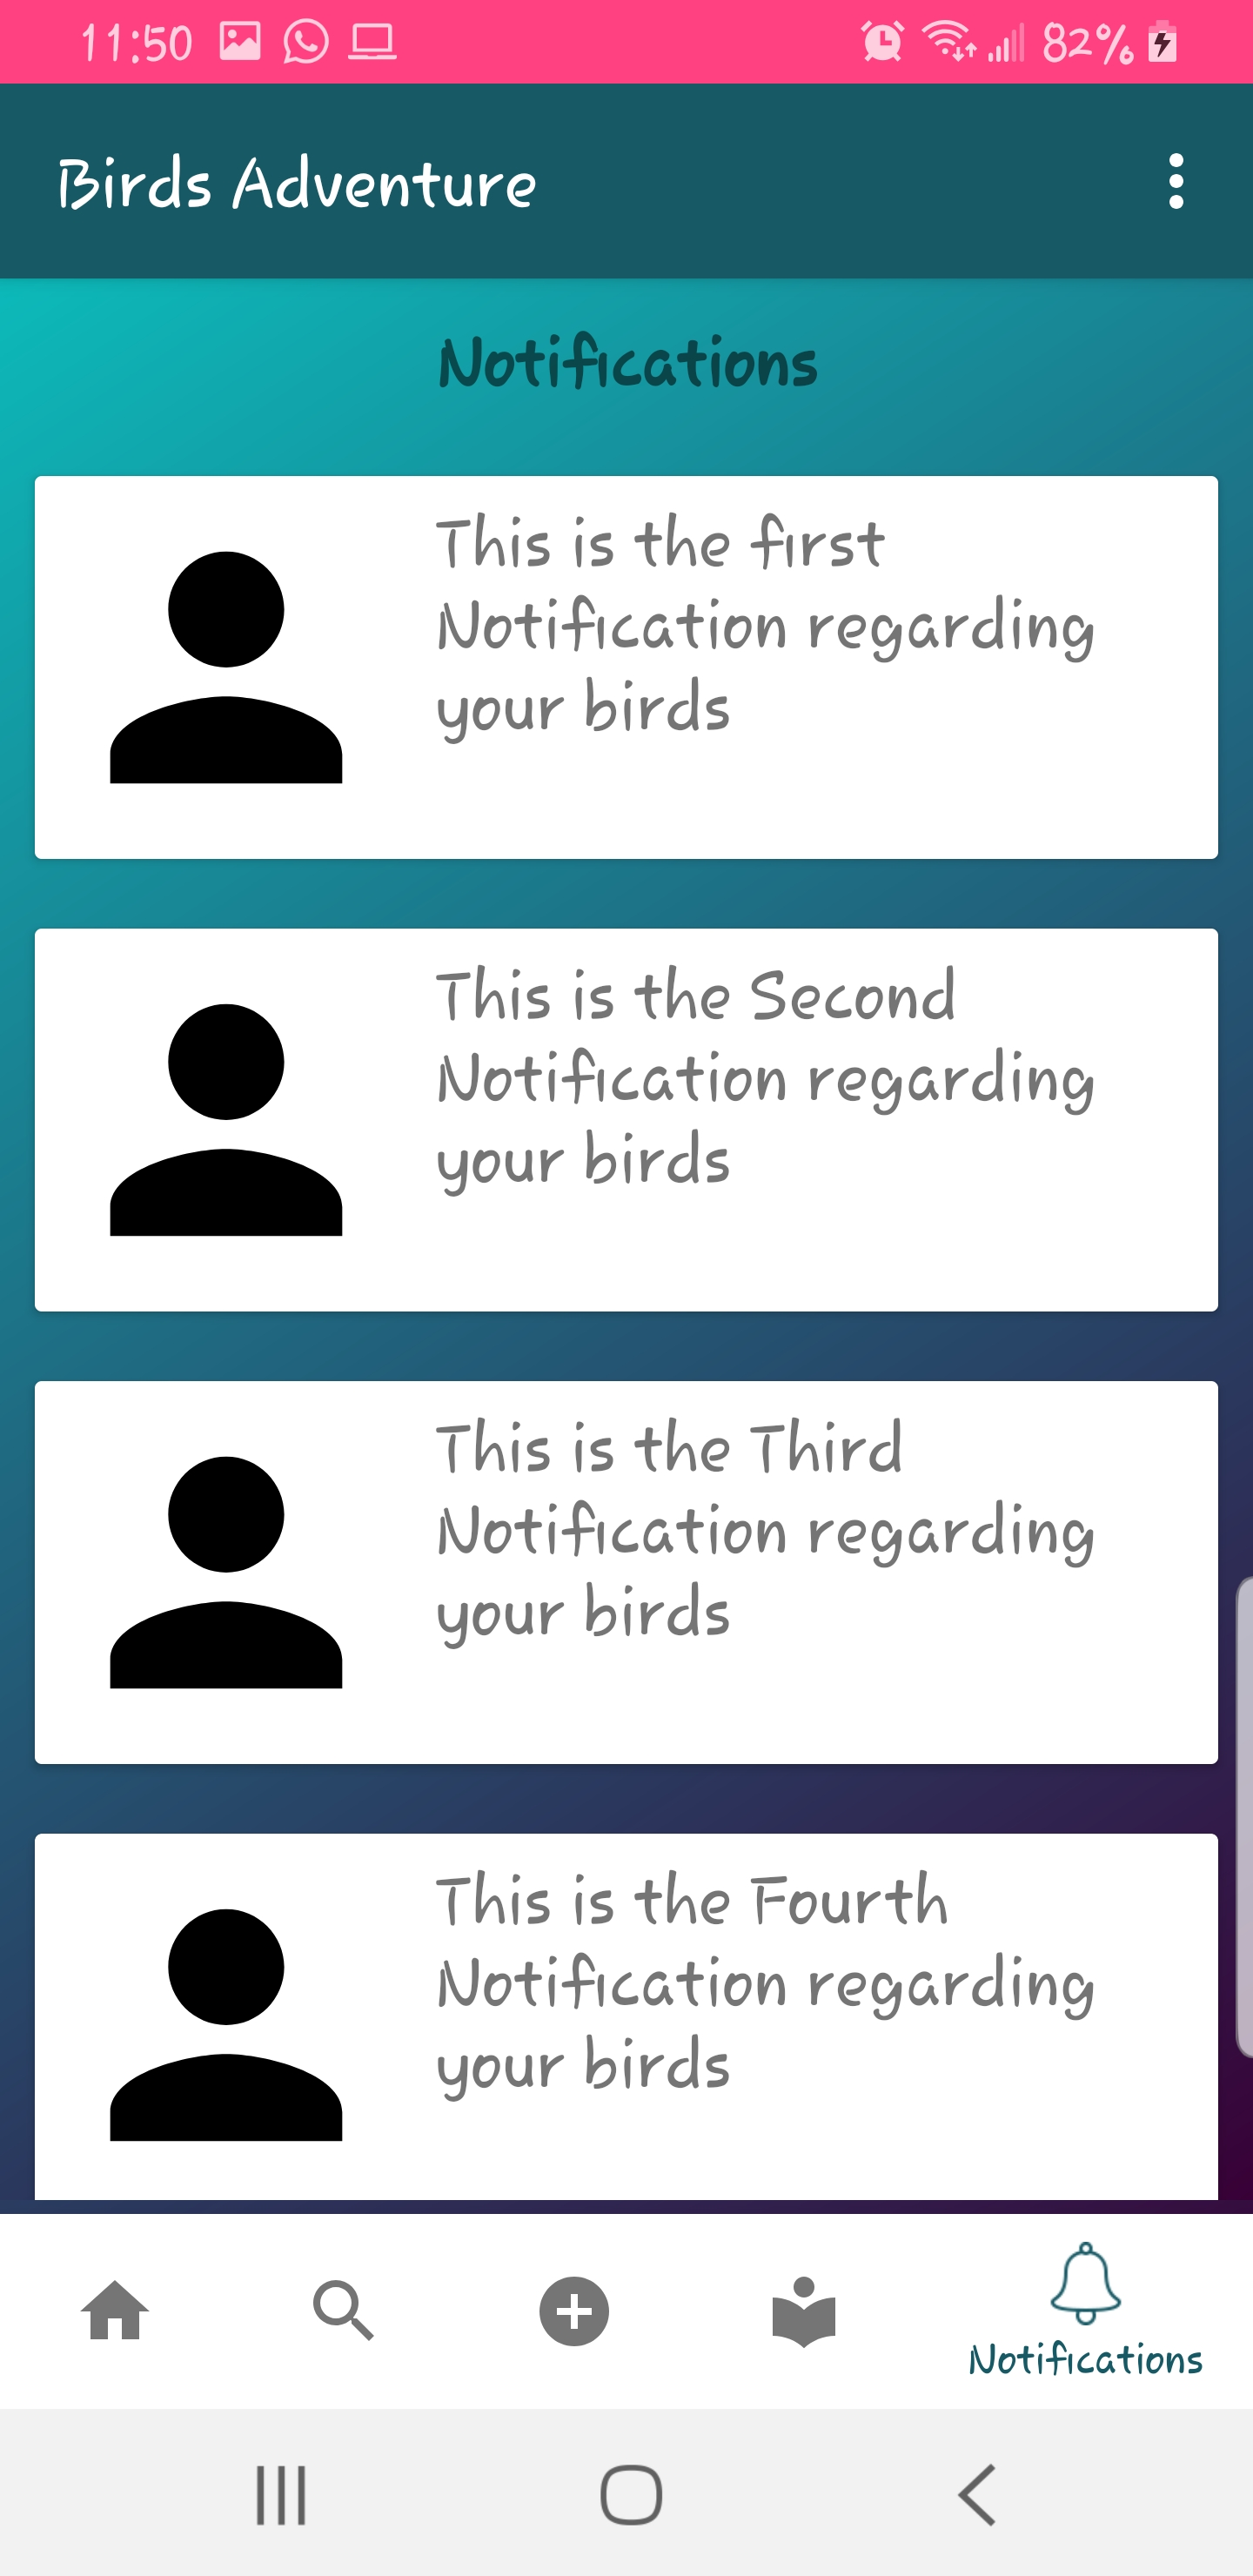 11:50 82%
Birds Adventure
Notifications
This is the first
Notification regarding
your birds
This is the Second
Notification regarding
your birds
This is the Third
Notification regarding
your birds
This is the Fourth
Notification regarding
your birds
Notifications